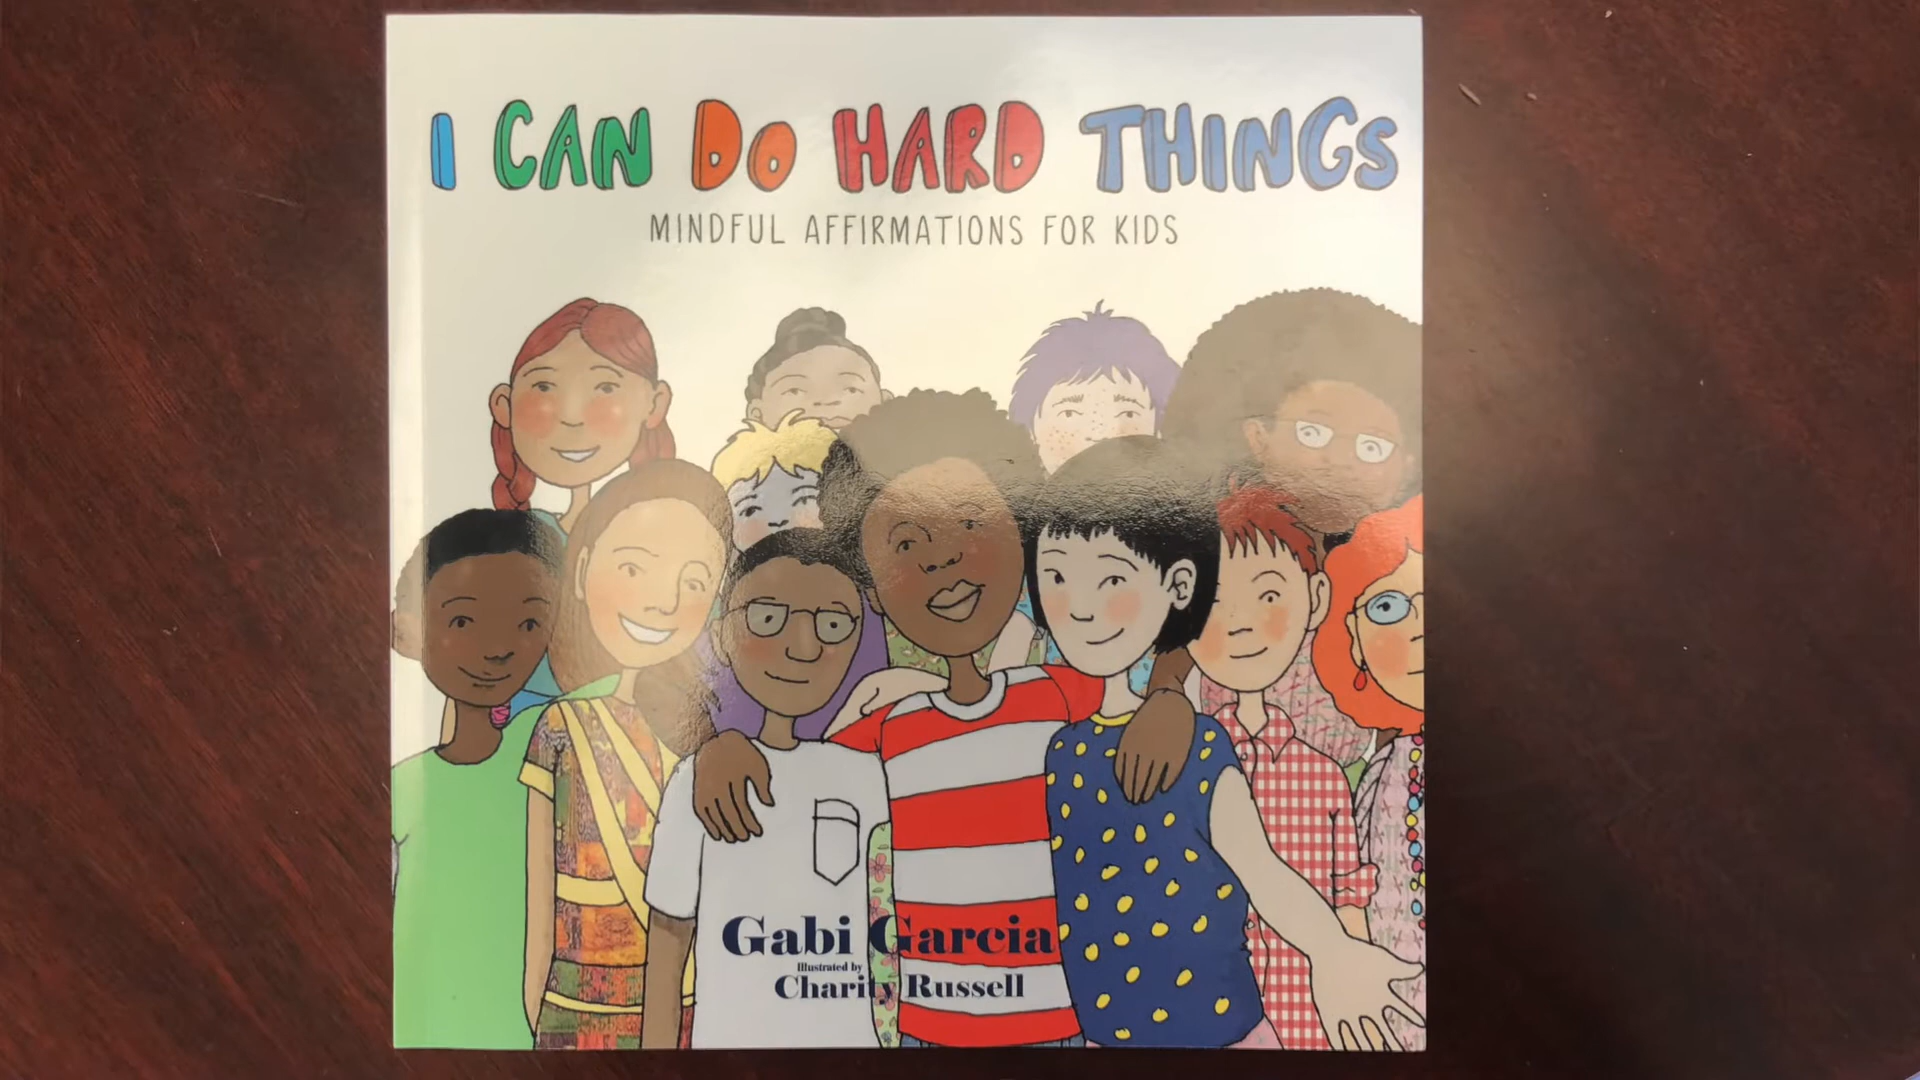 I CAN DO HARD THINGS
MINDFUL AFFIRMATIONS FOR KIDS
Gabi Garcia
Illustrated by
Charity Russell